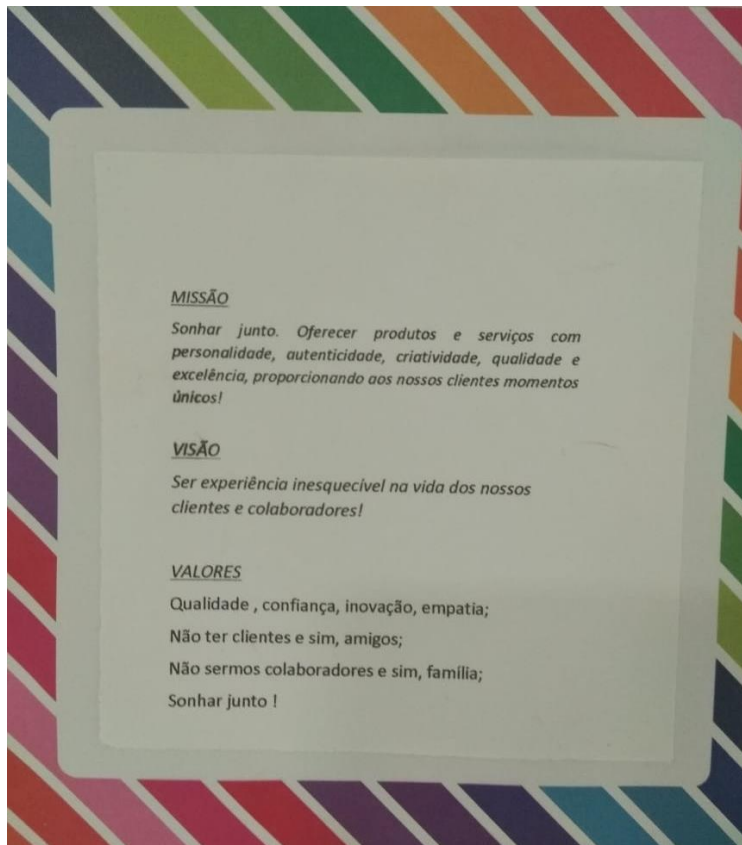 MISSÃO
Sonhar junto. Oferecer produtos e serviços com
personalidade, autenticidade, criatividade, qualidade e
excelência, proporcionando aos nossos clientes momentos
únicos!
VISÃO
Ser experiência inesquecível na vida dos nossos
clientes e colaboradores!
VALORES
Qualidade , confiança, inovação, empatia;
Não ter clientes e sim, amigos;
Não sermos colaboradores e sim, família;
Sonhar junto !